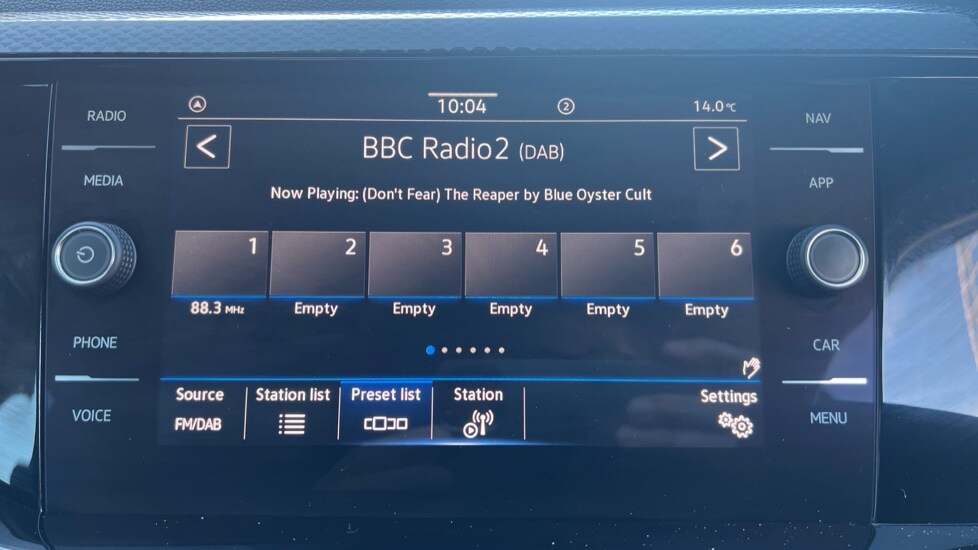 RADIO
MEDIA
PHONE
VOICE
10:04
2
14.0°C
< BBC Radio2 (DAB) >
Now Playing: (Don't Fear) The Reaper by Blue Oyster Cult
1 2 3 4 5 6
88.3 MHz Empty Empty Empty Empty Empty
Source Station list Preset list Station Settings
FM/DAB
NAV
APP
CAR
MENU